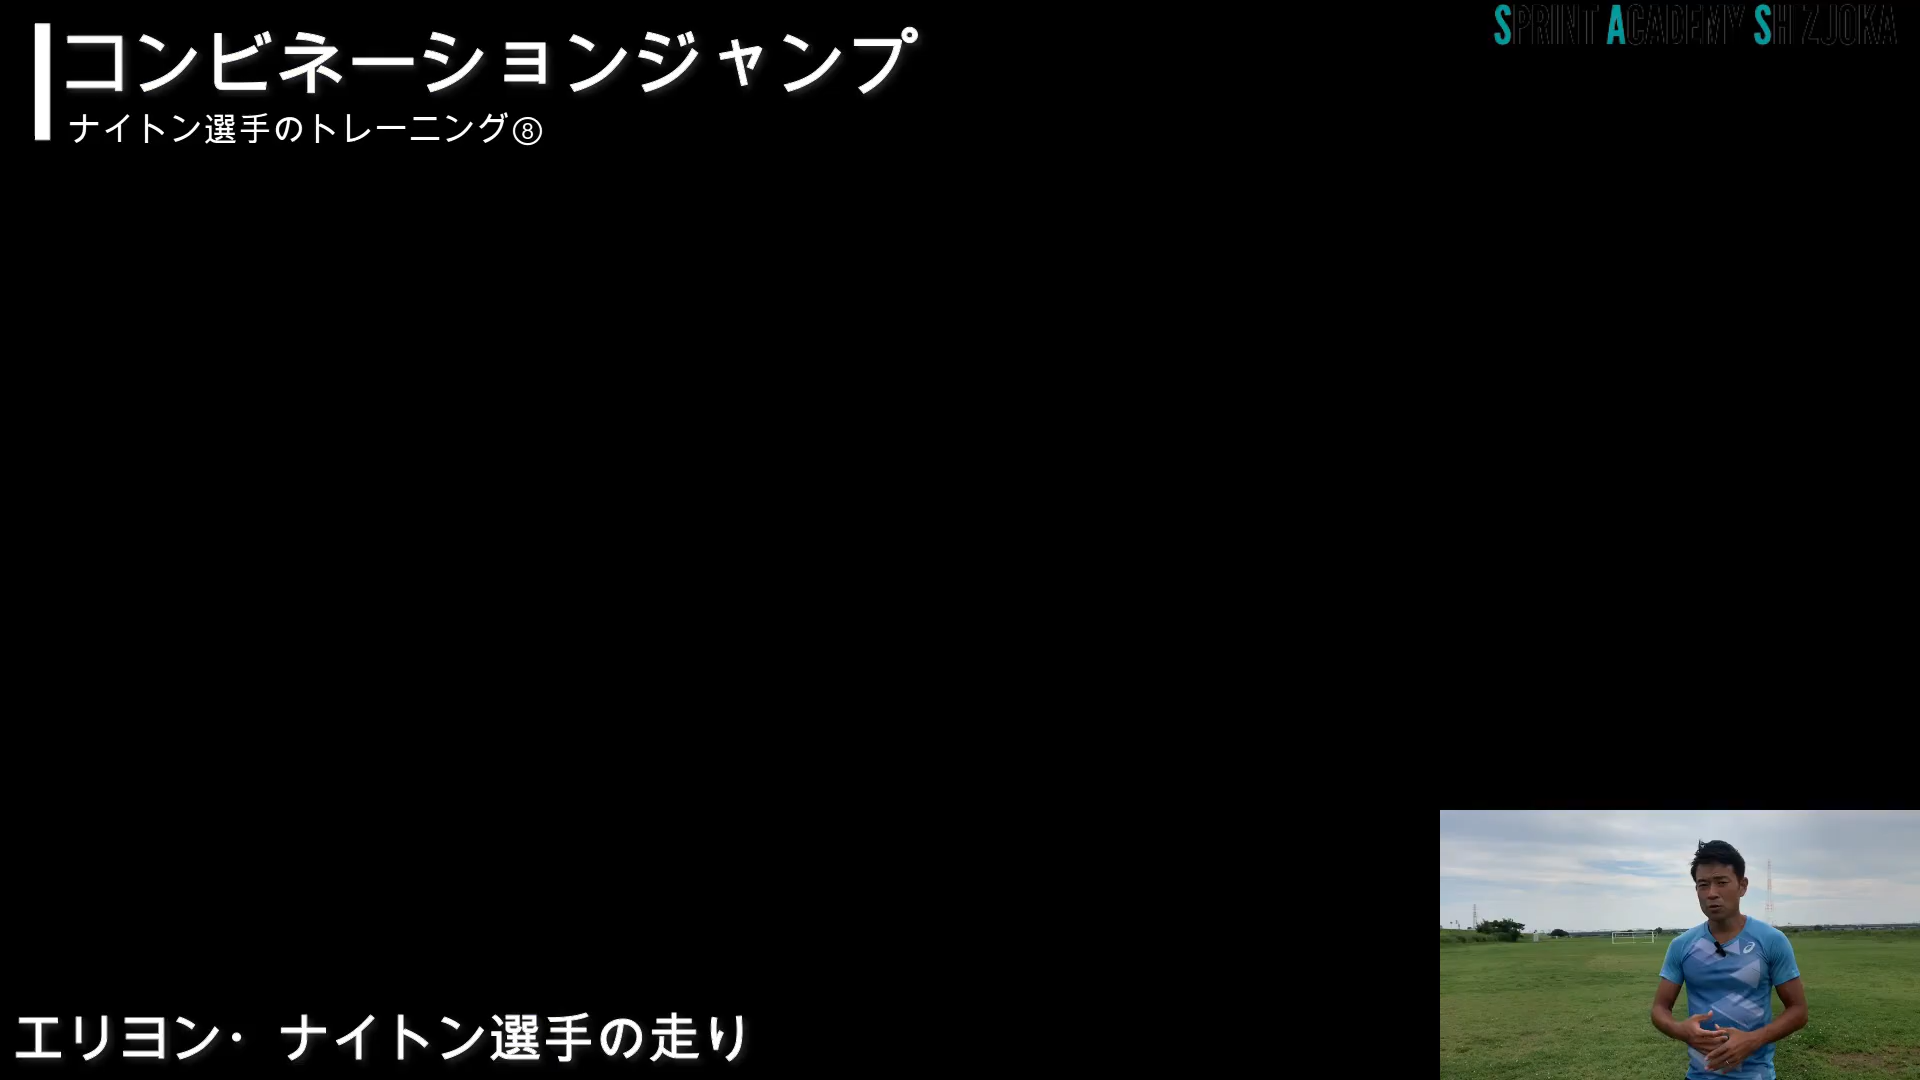 コンビネーションジャンプ
SPRINT ACADEMY SHIZUOKA
ナイトン選手のトレーニング⑧
エリヨン・ナイトン選手の走り